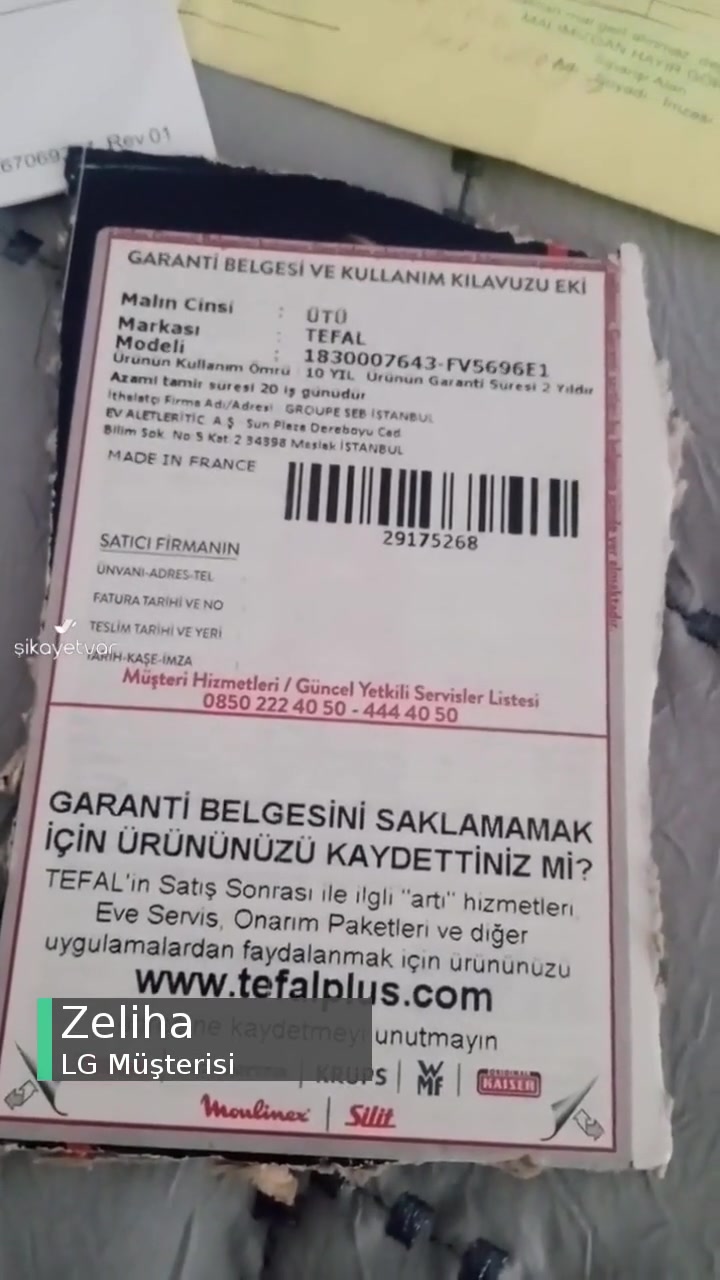 Rev 01
GARANTİ BELGESİ VE KULLANIM KILAVUZU EKİ
Malın Cinsi : ÜTÜ
Markası : TEFAL
Modeli : 1830007643-FV5696E1
Ürünün Kullanım Ömrü : 10 YIL Ürünün Garanti Süresi 2 Yıldır
Azami tamir süresi 20 iş günüdür
İthalatçı Firma Adı/Adresi GROUPE SEB İSTANBUL
EV ALETLERİ TİC A.Ş Sun Plaza Dereboyu Cad
Bilim Sok. No 5 Kat 2 34398 Maslak İSTANBUL
MADE IN FRANCE
29175268
SATICI FİRMANIN
ÜNVANI-ADRES-TEL
FATURA TARİHİ VE NO
TESLİM TARİHİ VE YERİ
şikayetvar
TARİH-KAŞE-İMZA
Müşteri Hizmetleri / Güncel Yetkili Servisler Listesi
0850 222 40 50 - 444 40 50
GARANTİ BELGESİNİ SAKLAMAMAK
İÇİN ÜRÜNÜNÜZÜ KAYDETTİNİZ Mİ?
TEFAL'in Satış Sonrası ile ilgli "artı" hizmetleri
Eve Servis, Onarım Paketleri ve diğer
uygulamalardan faydalanmak için ürününüzü
www.tefalplus.com
kaydetmeyi unutmayın
Zeliha
LG Müşterisi
KRUPS | WMF | KAISER
Moulinex | Silit